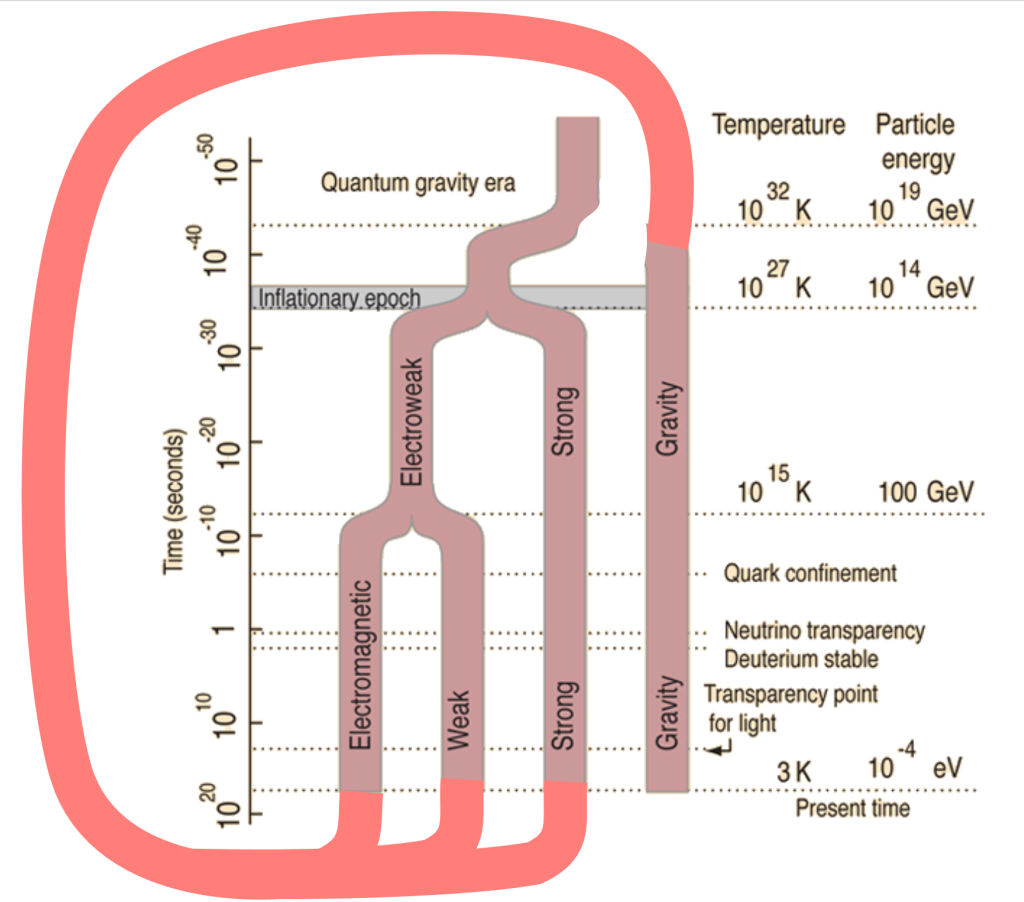 Temperature
Particle
energy
Quantum gravity era
10^32 K
10^19 GeV
10^27 K
10^14 GeV
Inflationary epoch
10^15 K
100 GeV
Quark confinement
Neutrino transparency
Deuterium stable
Transparency point
for light
3 K
10^-4 eV
Present time
Time (seconds)
10^-50
10^-40
10^-30
10^-20
10^-10
1
10^10
10^20
Electroweak
Strong
Gravity
Electromagnetic
Weak
Strong
Gravity